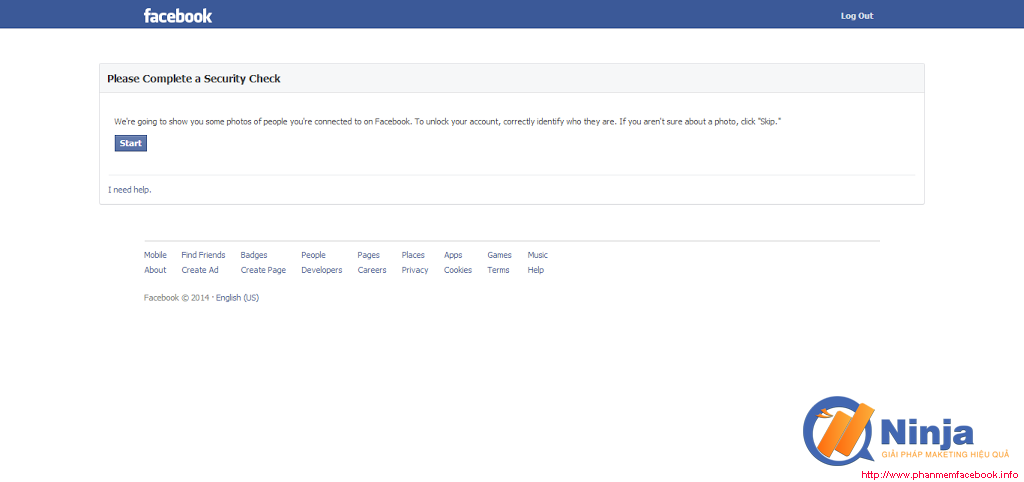 facebook
Log Out
Please Complete a Security Check
We're going to show you some photos of people you're connected to on Facebook. To unlock your account, correctly identify who they are. If you aren't sure about a photo, click "Skip."
Start
I need help.
Mobile Find Friends Badges People Pages Places Apps Games Music
About Create Ad Create Page Developers Careers Privacy Cookies Terms Help
Facebook © 2014 · English (US)
Ninja
GIẢI PHÁP MAKETING HIỆU QUẢ
http://www.phanmemfacebook.info